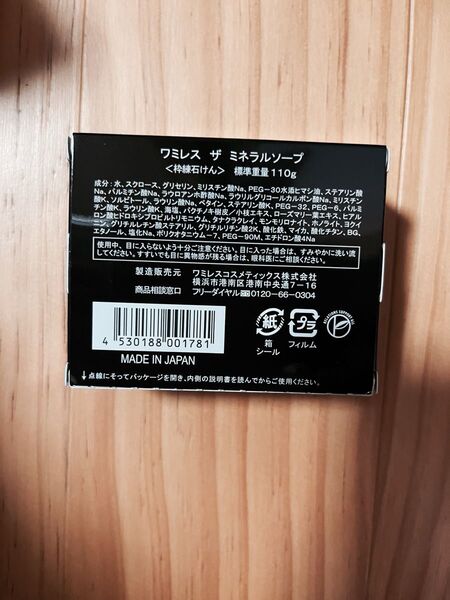 ワミレス ザ ミネラルソープ
〈枠練石けん〉 標準重量110g
成分：水、スクロース、グリセリン、ミリスチン酸Na、PEG-30水添ヒマシ油、ステアリン酸
Na、パルミチン酸Na、ラウロアンホ酢酸Na、ラウリルグリコールカルボン酸Na、ミリスチ
ン酸K、ソルビトール、ラウリン酸Na、ベタイン、ステアリン酸K、PEG-32、PEG-6、パルミ
チン酸K、ラウリン酸K、海塩、バクチノキ樹皮／小枝エキス、ローズマリー葉エキス、ヒアル
ロン酸ヒドロキシプロピルトリモニウム、タナクラクレイ、モンモリロナイト、ホノライト、ヨクイ
ニン、グリチルレチン酸ステアリル、グリチルリチン酸2K、酸化鉄、マイカ、酸化チタン、BG、
エタノール、塩化Na、ポリクオタニウム-7、PEG-90M、エチドロン酸4Na
使用中、目に入らないよう十分ご注意ください。目に入った場合は、すみやかに洗い流
してください。すすいでも目に異物感が残る場合は、眼科医にご相談ください。
製造販売元 ワミレスコスメティックス株式会社
横浜市港南区港南中央通7-16
商品相談窓口 フリーダイヤル 0120-66-0304
4 530188 001781
MADE IN JAPAN
紙
箱
シール
プラ
フィルム
↓点線にそってパッケージを開き、内側の説明書を読んでからご使用ください。